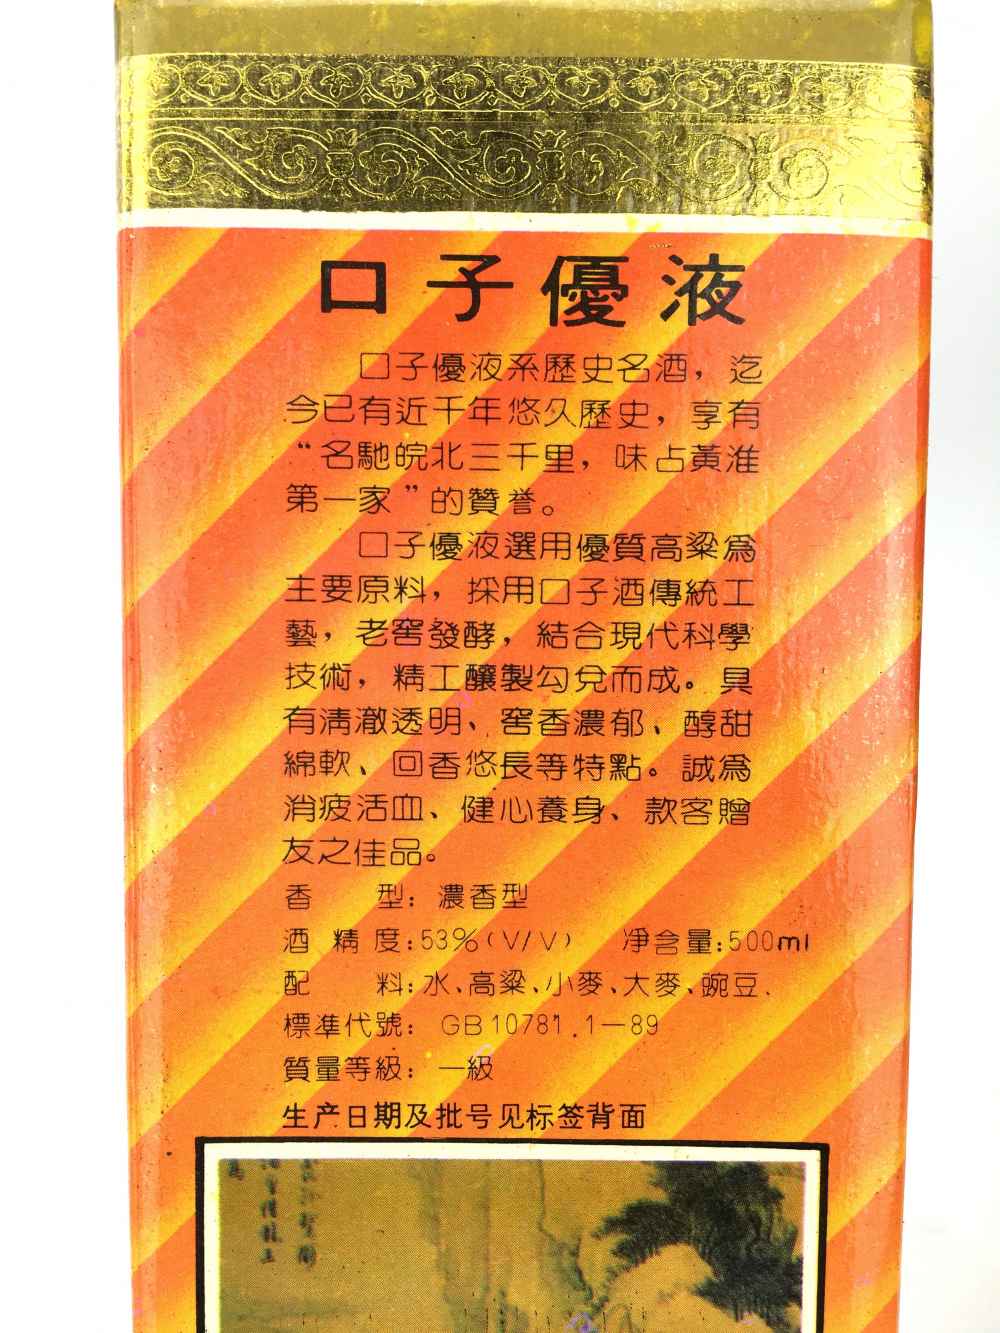 口子優液
口子優液系歷史名酒，迄
今已有近千年悠久歷史，享有
“名馳皖北三千里，味占黃淮
第一家”的贊誉。
口子優液選用優質高粱爲
主要原料，採用口子酒傳統工
藝，老窖發酵，結合現代科學
技術，精工釀製勾兌而成。具
有清澈透明、窖香濃郁、醇甜
綿軟、回香悠長等特點。誠爲
消疲活血、健心養身、款客贈
友之佳品。
香 型：濃香型
酒精度：53%(V/V) 净含量：500ml
配 料：水、高粱、小麥、大麥、豌豆.
標準代號：GB10781.1—89
質量等級：一級
生产日期及批号见标签背面